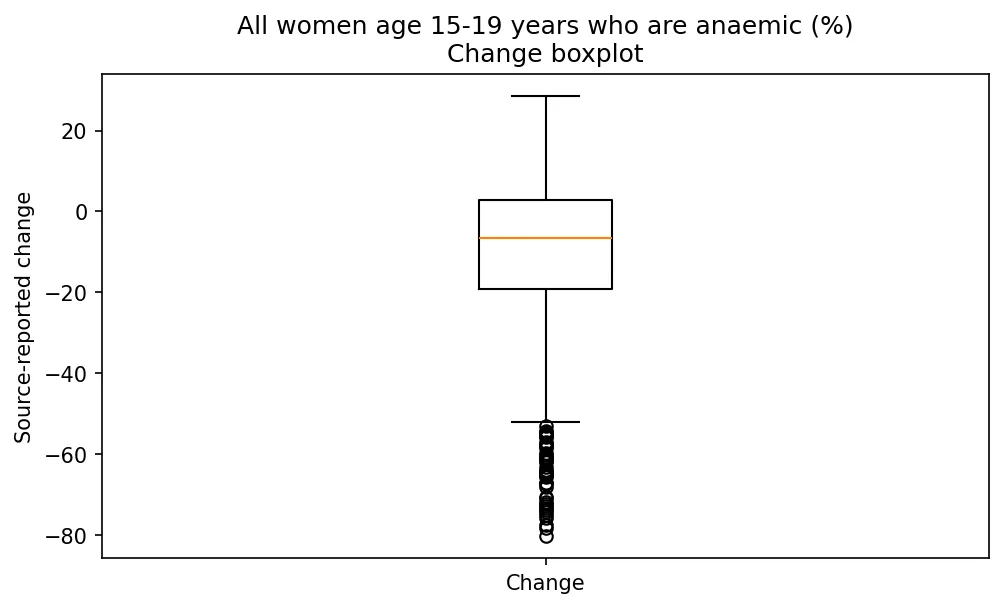 All women age 15-19 years who are anaemic (%)
Change boxplot
Source-reported change
20
0
−20
−40
−60
−80
Change